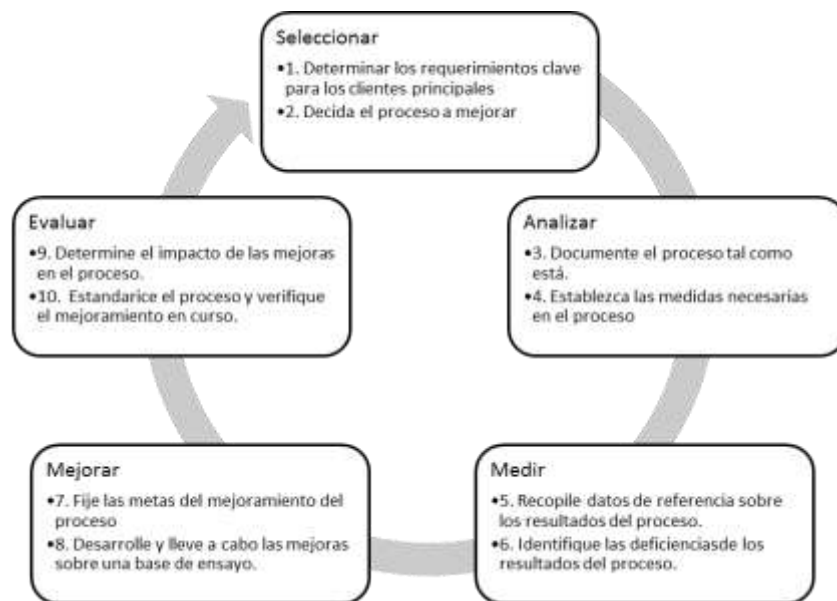 Seleccionar
•1. Determinar los requerimientos clave
para los clientes principales
•2. Decida el proceso a mejorar
Analizar
•3. Documente el proceso tal como
está.
•4. Establezca las medidas necesarias
en el proceso
Medir
•5. Recopile datos de referencia sobre
los resultados del proceso.
•6. Identifique las deficienciasde los
resultados del proceso.
Mejorar
•7. Fije las metas del mejoramiento del
proceso
•8. Desarrolle y lleve a cabo las mejoras
sobre una base de ensayo.
Evaluar
•9. Determine el impacto de las mejoras
en el proceso.
•10. Estandarice el proceso y verifique
el mejoramiento en curso.